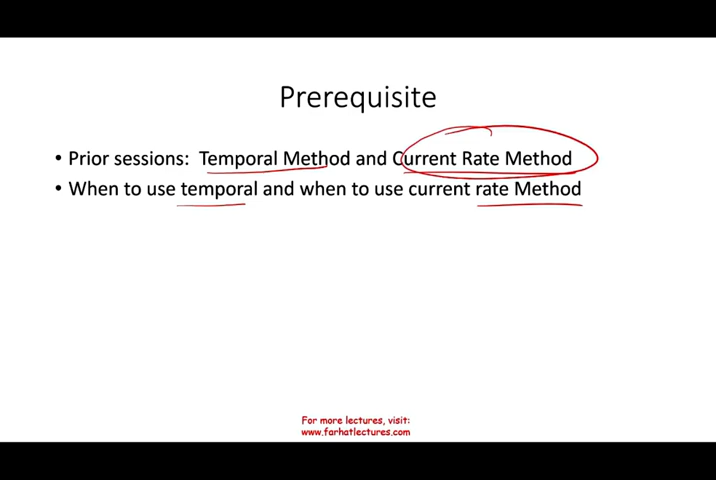 Prerequisite
• Prior sessions: Temporal Method and Current Rate Method
• When to use temporal and when to use current rate Method
For more lectures, visit:
www.farhatlectures.com